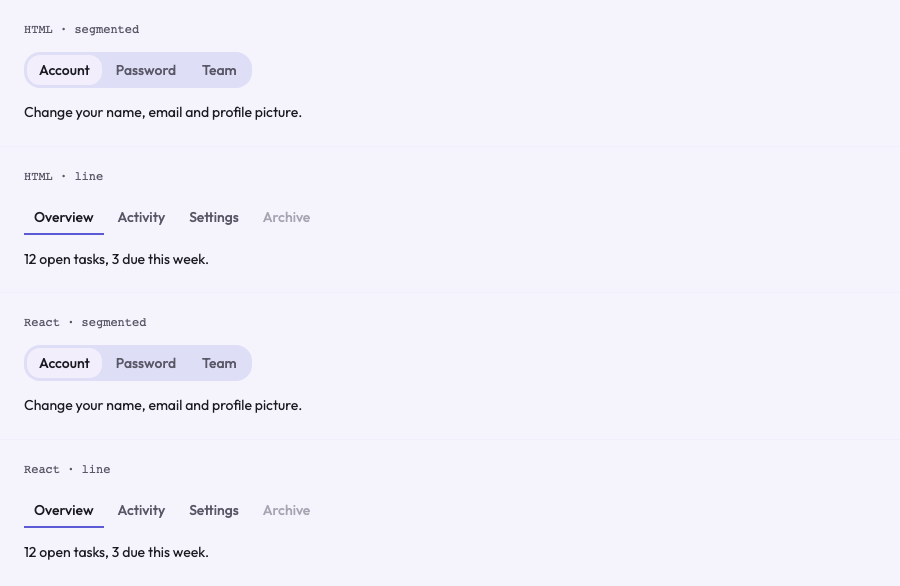 HTML · segmented
Account Password Team
Change your name, email and profile picture.
HTML · line
Overview Activity Settings Archive
12 open tasks, 3 due this week.
React · segmented
Account Password Team
Change your name, email and profile picture.
React · line
Overview Activity Settings Archive
12 open tasks, 3 due this week.